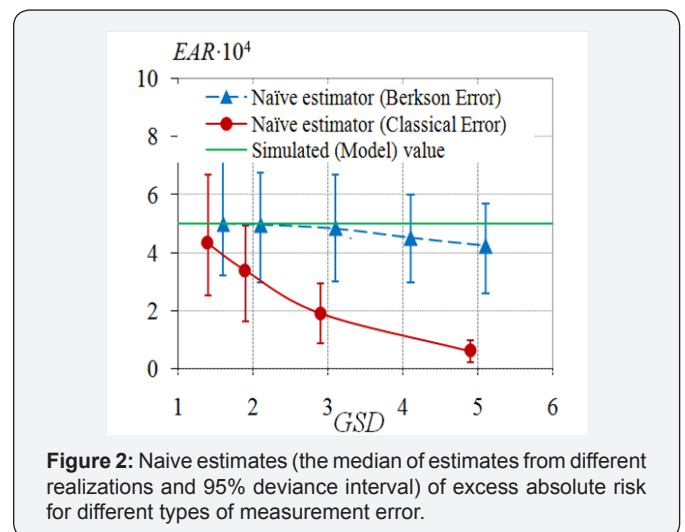 EAR·10⁴
10
Naïve estimator (Berkson Error)
Naïve estimator (Classical Error)
Simulated (Model) value
8
6
4
2
0
1 2 3 4 5 6
GSD
Figure 2: Naive estimates (the median of estimates from different
realizations and 95% deviance interval) of excess absolute risk
for different types of measurement error.